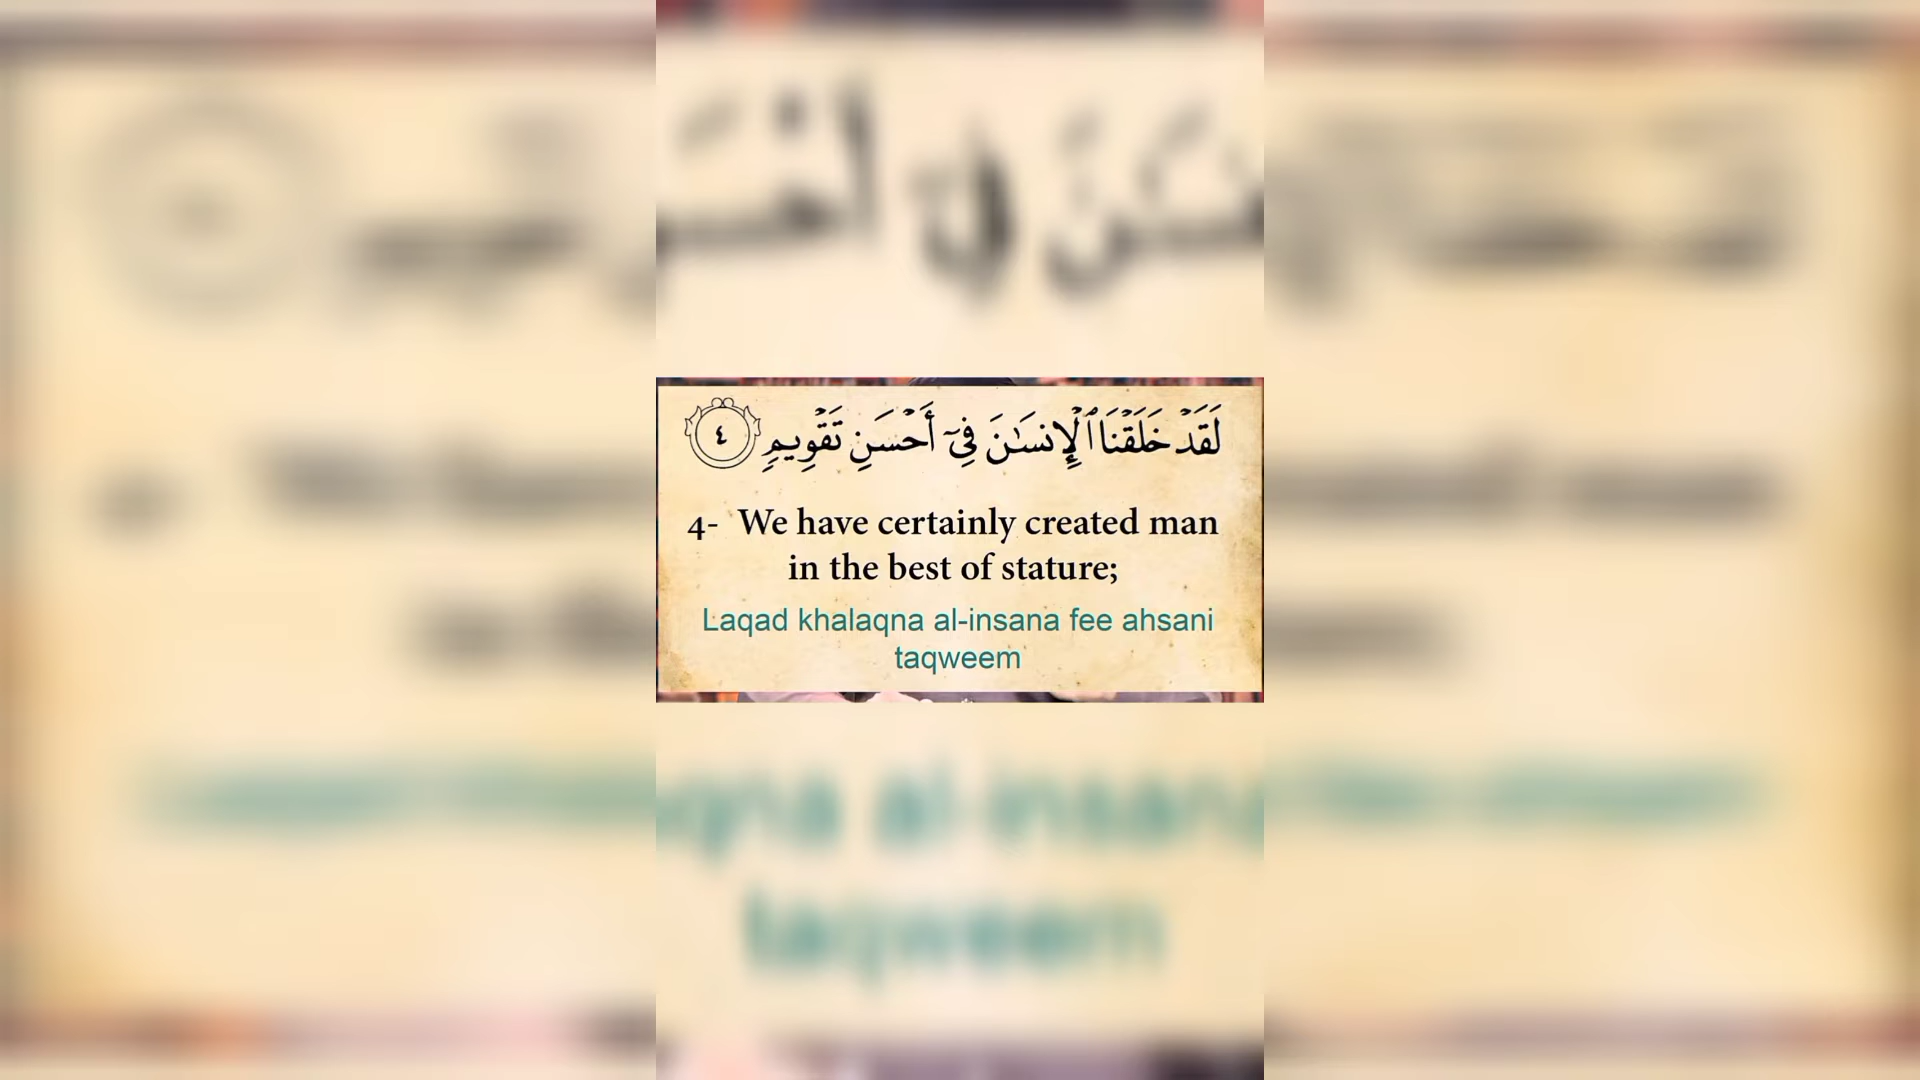 لَقَدۡ خَلَقۡنَا ٱلۡإِنسَـٰنَ فِىٓ أَحۡسَنِ تَقۡوِيمٍ ٤
4- We have certainly created man
in the best of stature;
Laqad khalaqna al-insana fee ahsani
taqweem